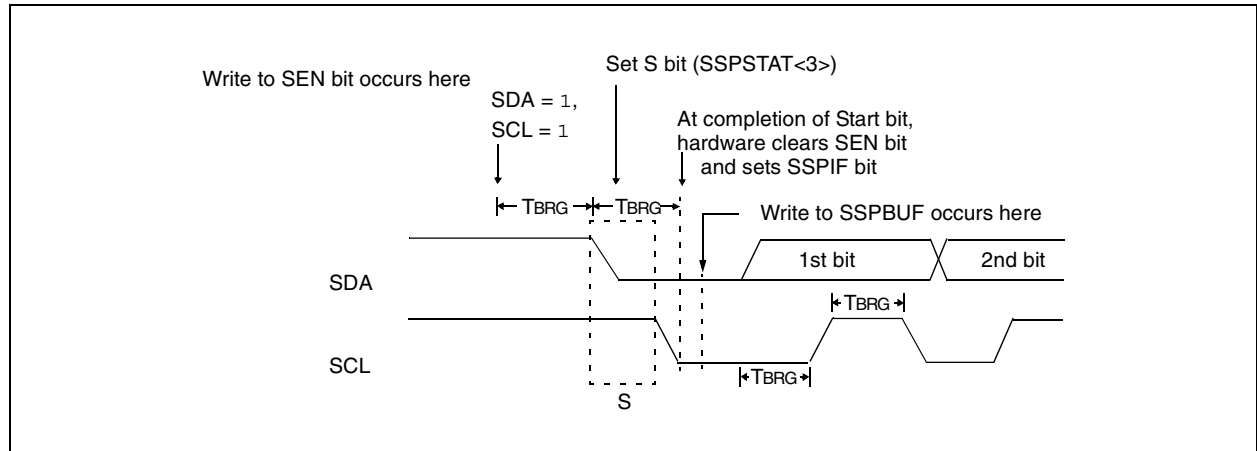 Write to SEN bit occurs here
Set S bit (SSPSTAT<3>)
SDA = 1,
SCL = 1
At completion of Start bit,
hardware clears SEN bit
and sets SSPIF bit
TBRG TBRG
Write to SSPBUF occurs here
SDA
1st bit 2nd bit
TBRG
SCL
TBRG
S